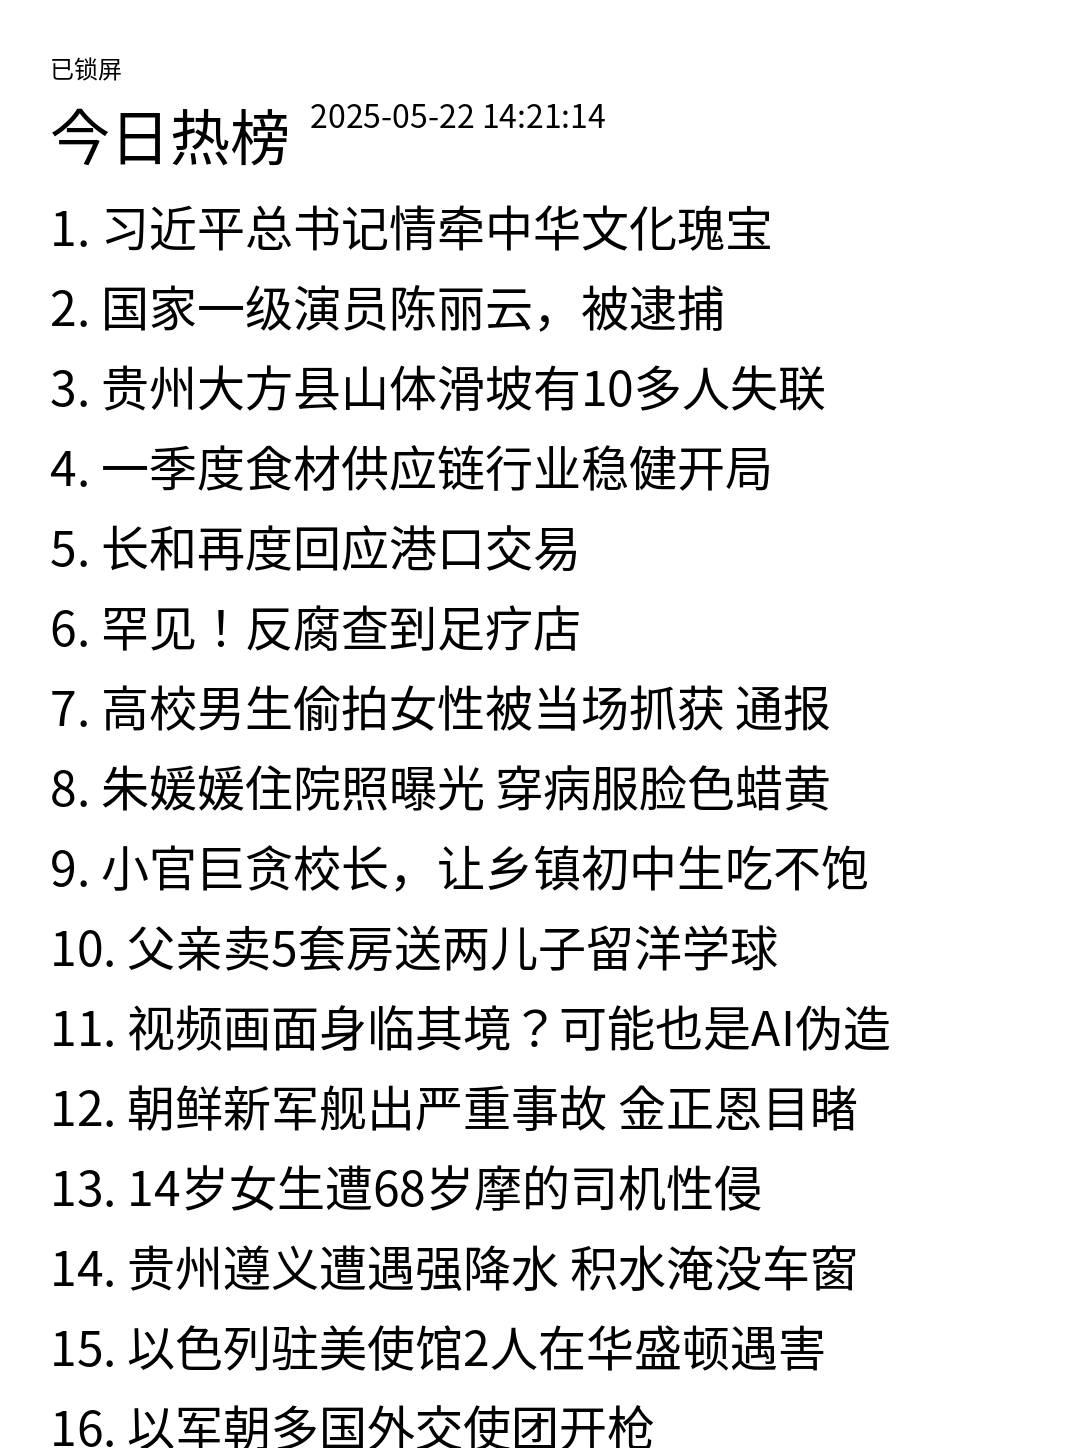 已锁屏
今日热榜 2025-05-22 14:21:14
1. 习近平总书记情牵中华文化瑰宝
2. 国家一级演员陈丽云，被逮捕
3. 贵州大方县山体滑坡有10多人失联
4. 一季度食材供应链行业稳健开局
5. 长和再度回应港口交易
6. 罕见！反腐查到足疗店
7. 高校男生偷拍女性被当场抓获 通报
8. 朱媛媛住院照曝光 穿病服脸色蜡黄
9. 小官巨贪校长，让乡镇初中生吃不饱
10. 父亲卖5套房送两儿子留洋学球
11. 视频画面身临其境？可能也是AI伪造
12. 朝鲜新军舰出严重事故 金正恩目睹
13. 14岁女生遭68岁摩的司机性侵
14. 贵州遵义遭遇强降水 积水淹没车窗
15. 以色列驻美使馆2人在华盛顿遇害
16. 以军朝多国外交使团开枪